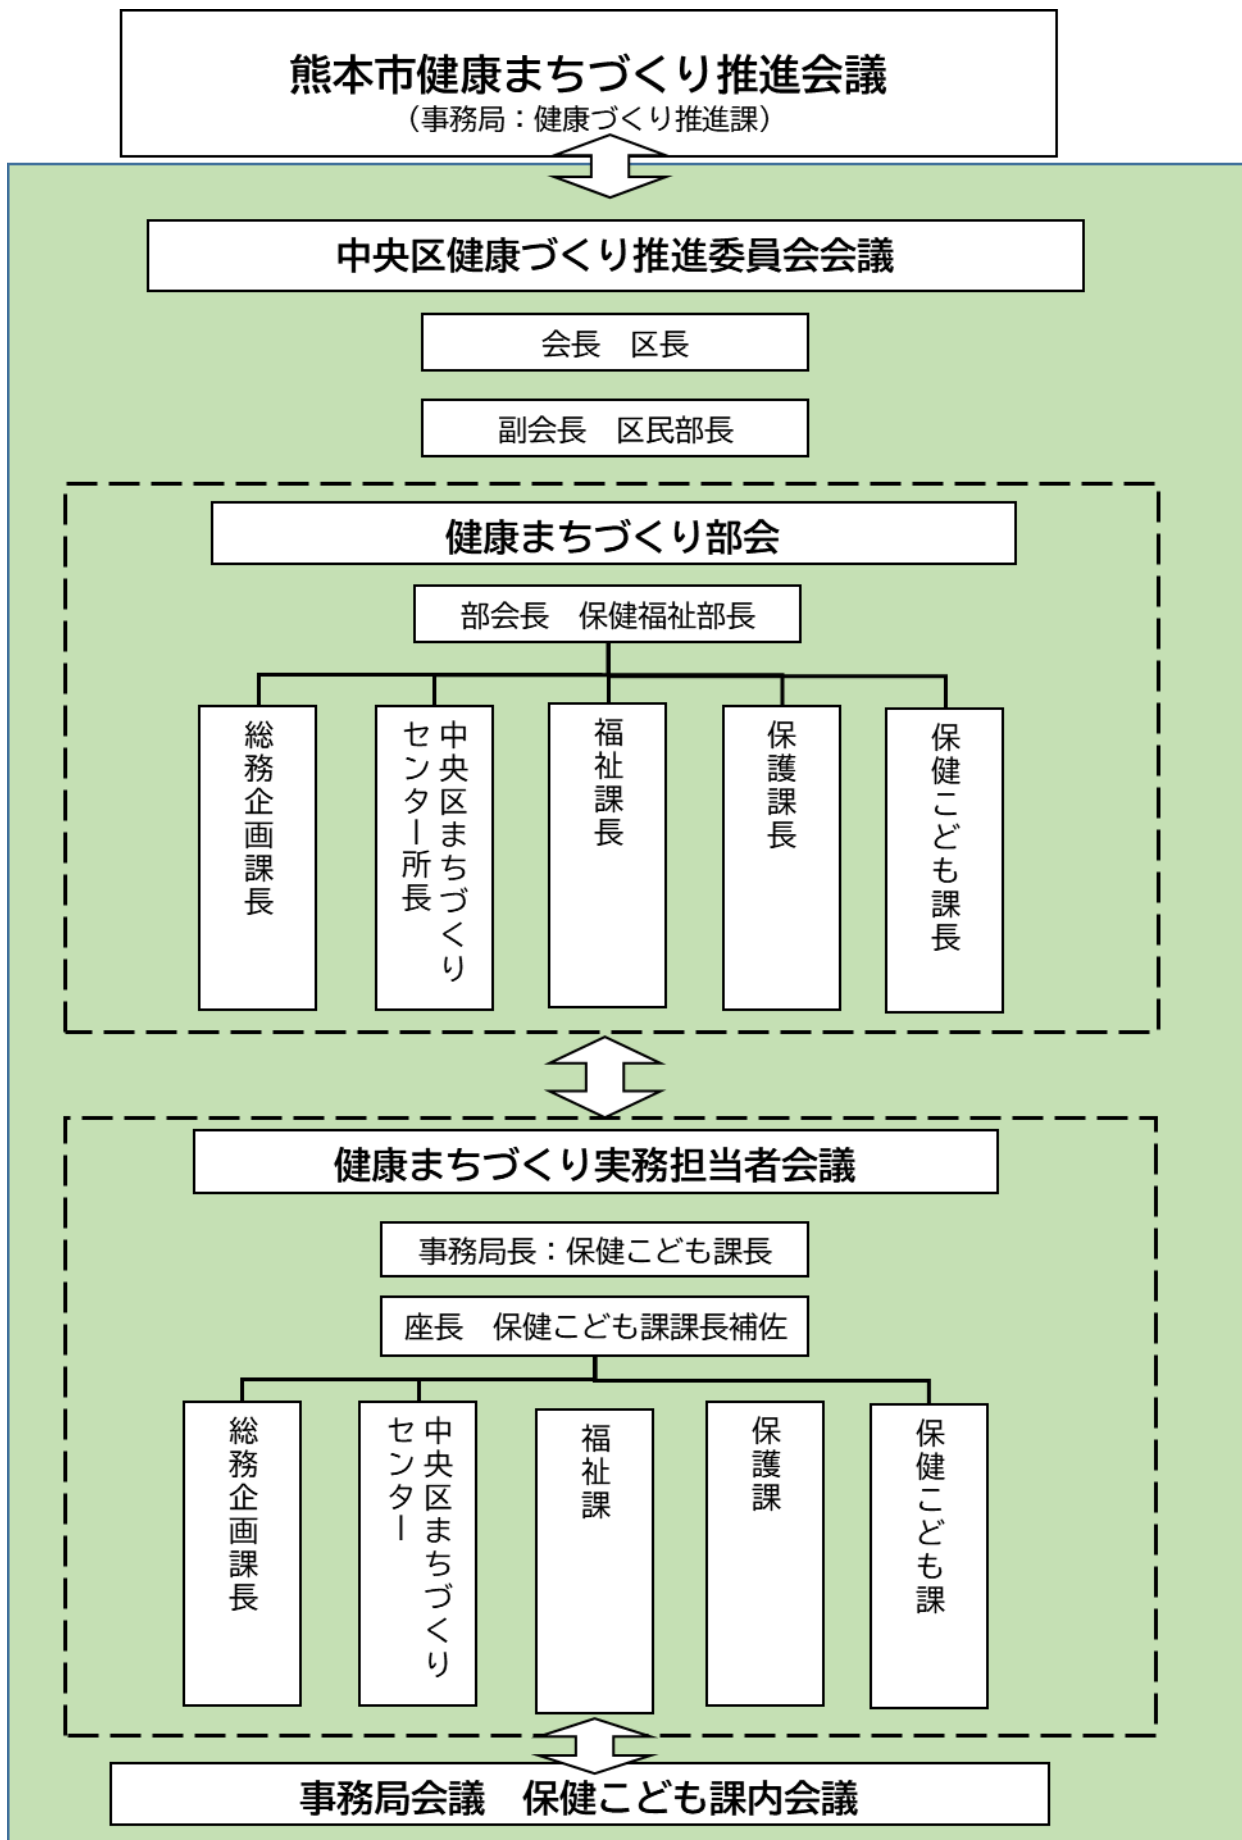 熊本市健康まちづくり推進会議
（事務局：健康づくり推進課）
中央区健康づくり推進委員会会議
会長　区長
副会長　区民部長
健康まちづくり部会
部会長　保健福祉部長
総務企画課長
中央区まちづくり
センター所長
福祉課長
保護課長
保健こども課長
健康まちづくり実務担当者会議
事務局長：保健こども課長
座長　保健こども課課長補佐
総務企画課長
中央区まちづくり
センター
福祉課
保護課
保健こども課
事務局会議　保健こども課内会議